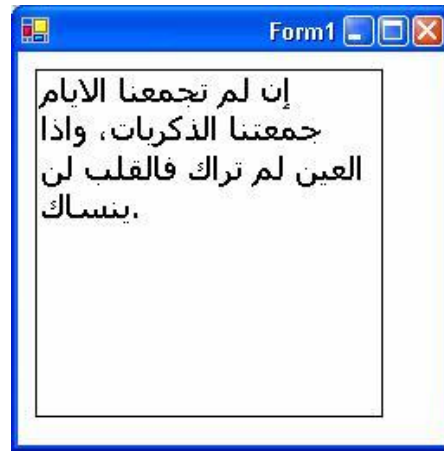 Form1
إن لم تجمعنا الايام
جمعتنا الذكريات، واذا
العين لم تراك فالقلب لن
ينساك.